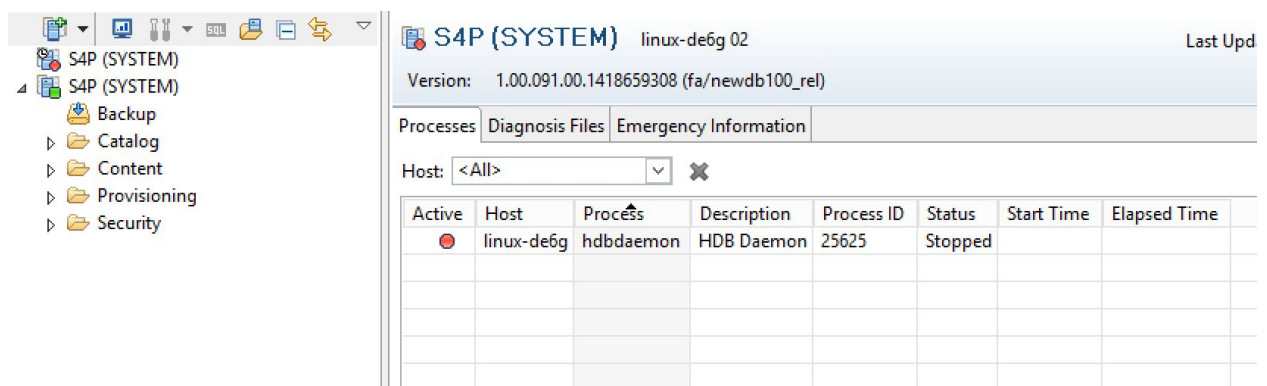 SQL
S4P (SYSTEM)
S4P (SYSTEM)
Backup
Catalog
Content
Provisioning
Security
S4P (SYSTEM) linux-de6g 02 Last Upd
Version: 1.00.091.00.1418659308 (fa/newdb100_rel)
Processes Diagnosis Files Emergency Information
Host: <All>
Active Host Process Description Process ID Status Start Time Elapsed Time
linux-de6g hdbdaemon HDB Daemon 25625 Stopped